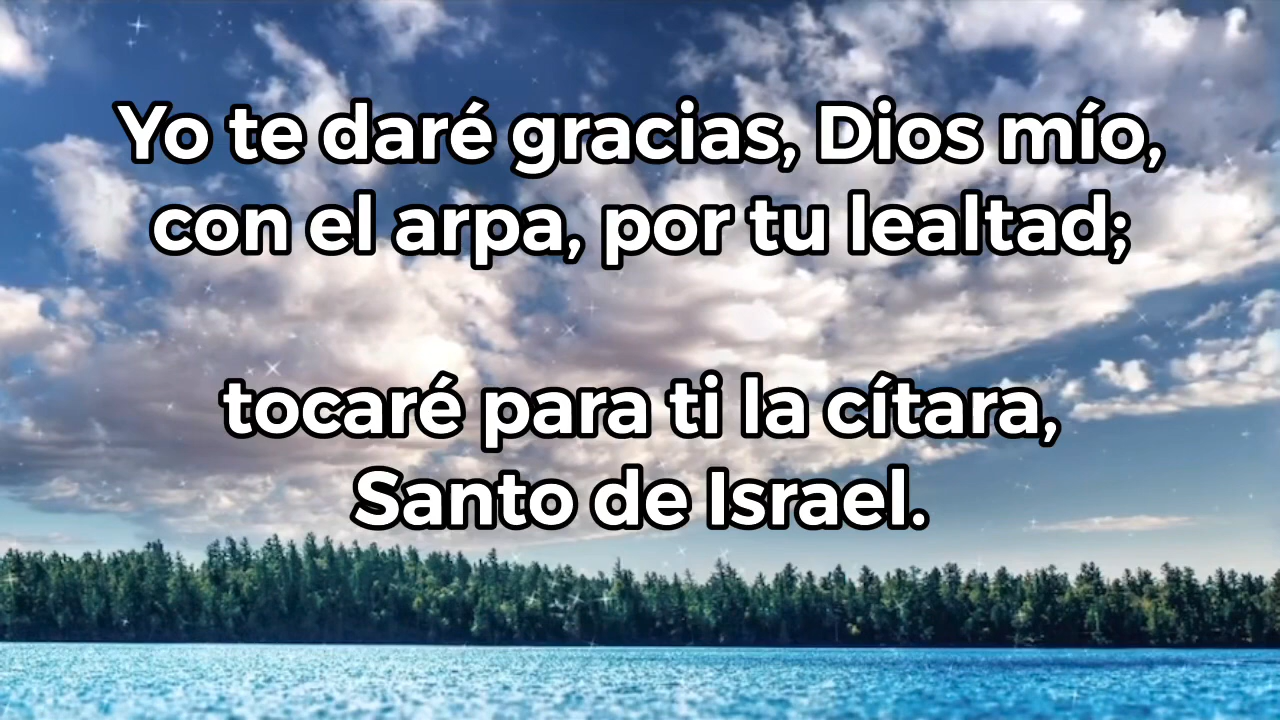 Yo te daré gracias, Dios mío,
con el arpa, por tu lealtad;
tocaré para ti la cítara,
Santo de Israel.